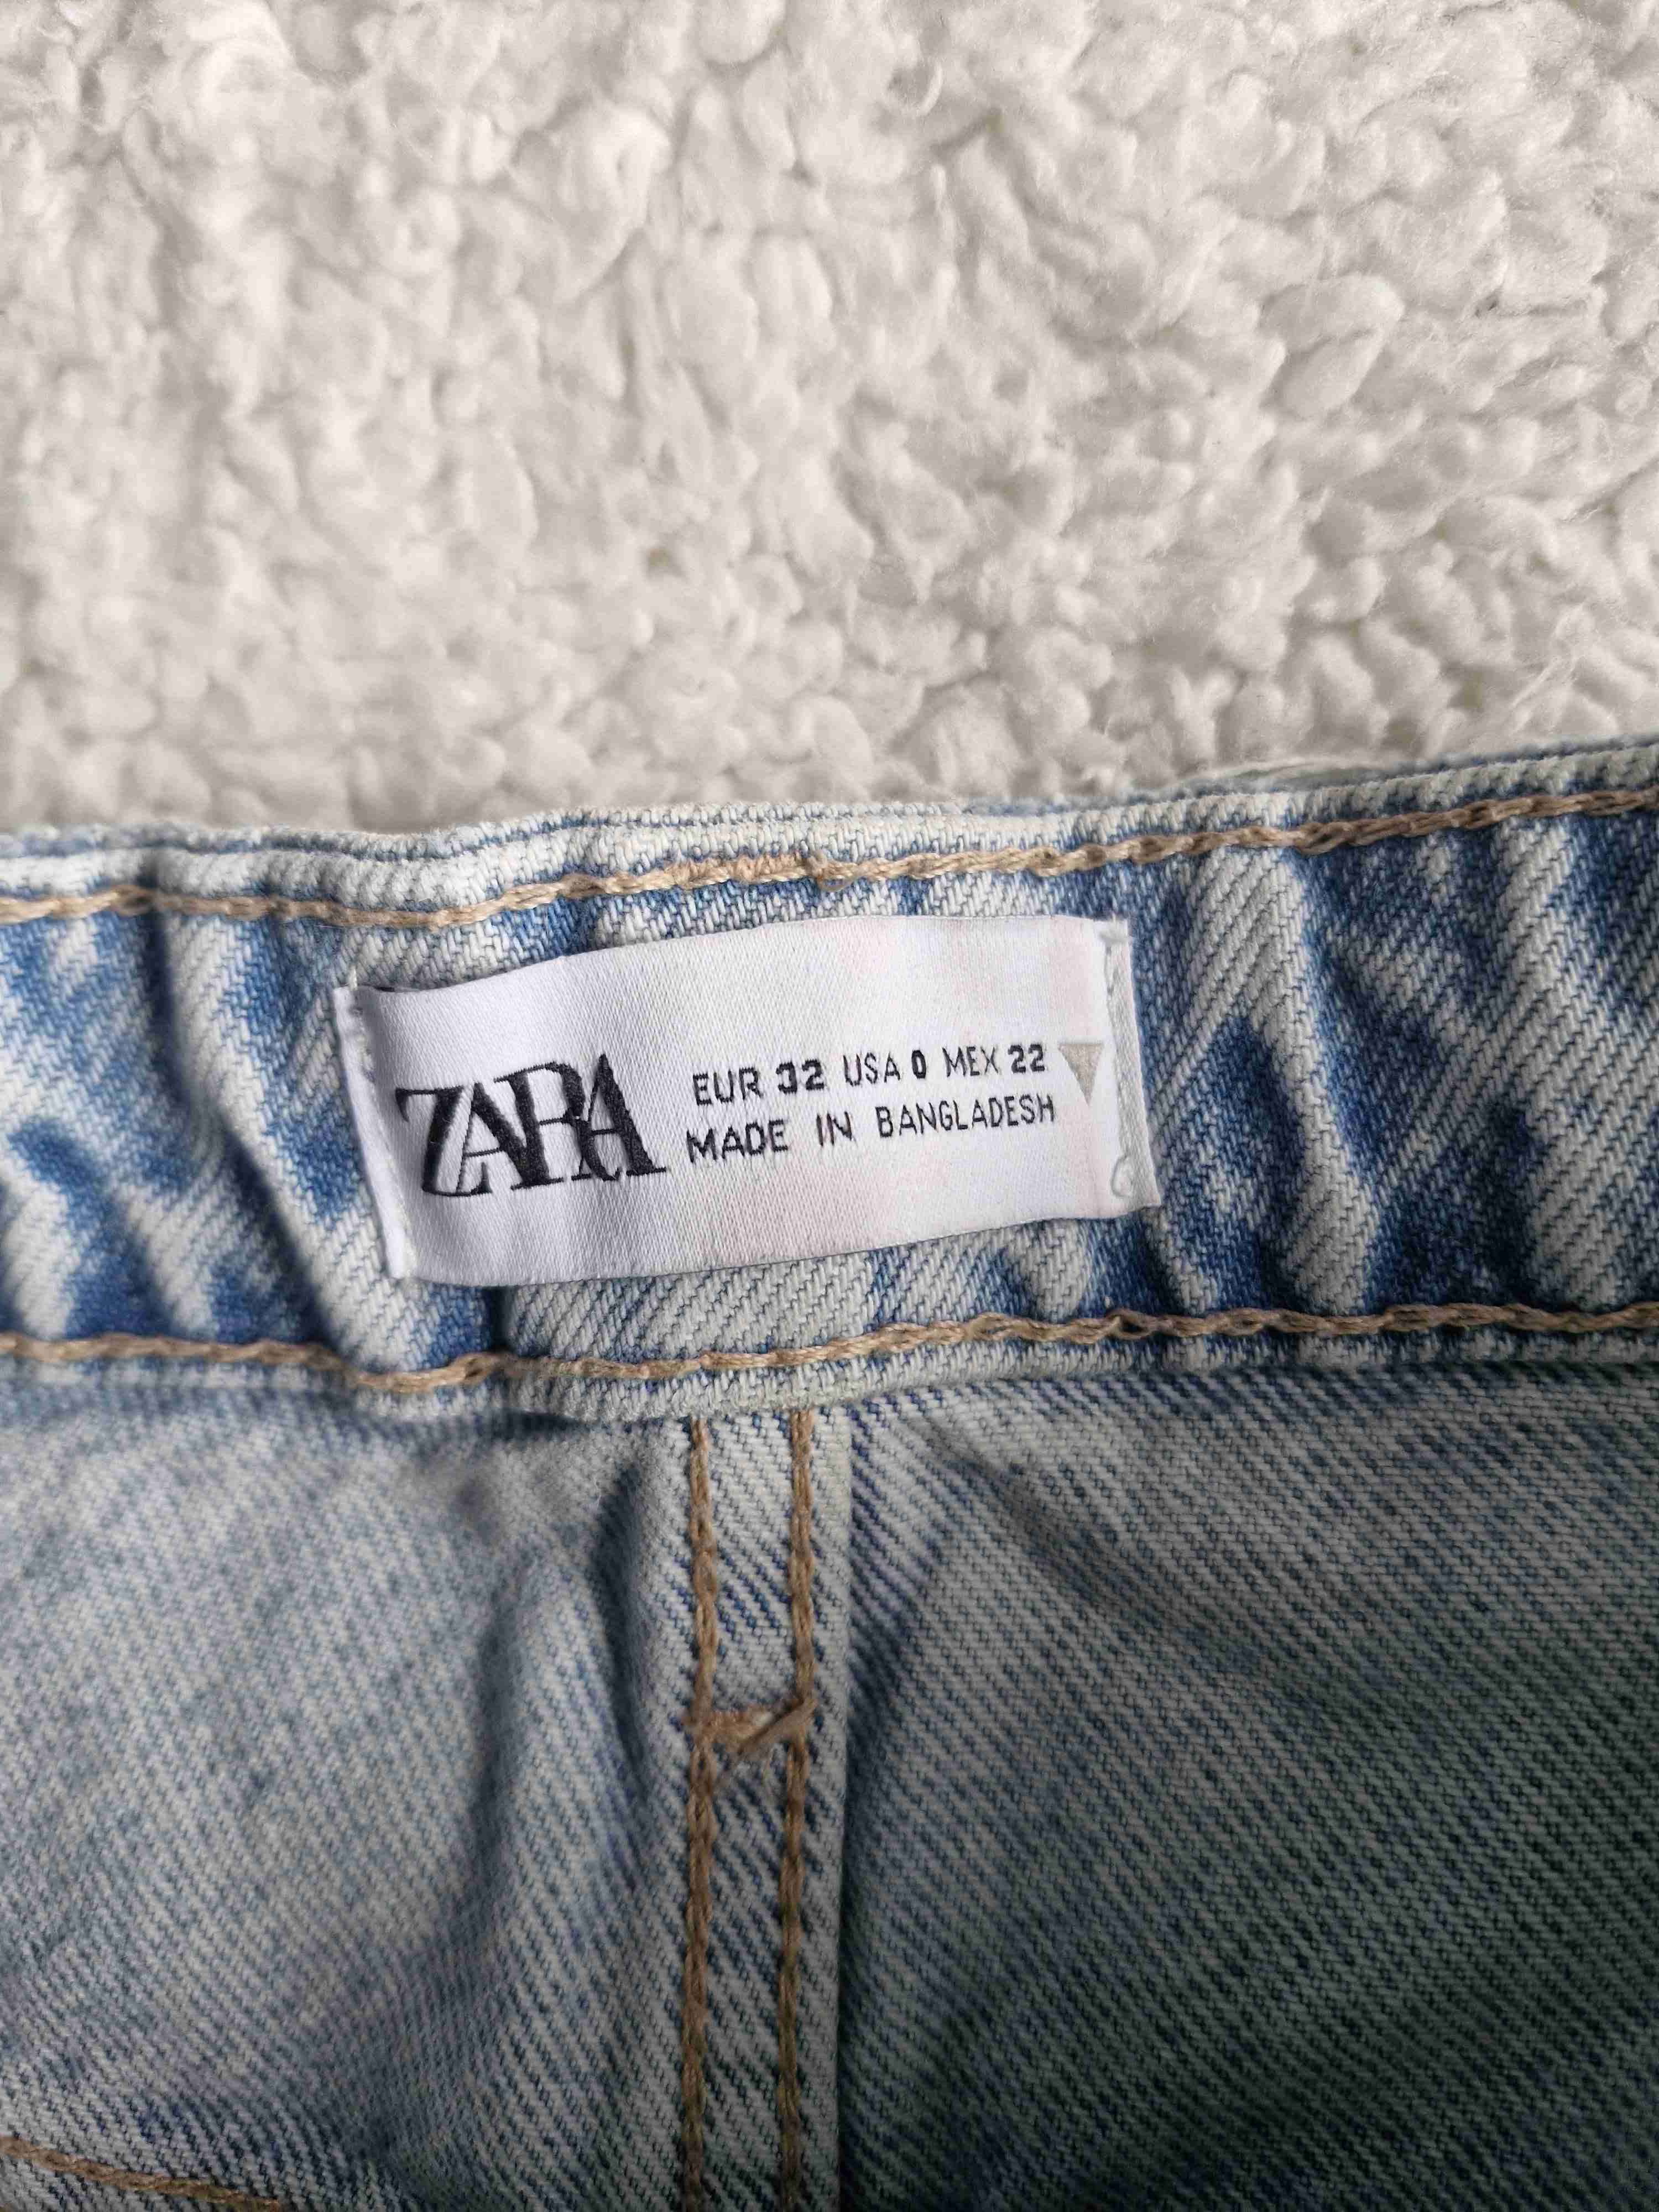 ZARA
EUR 32 USA 0 MEX 22
MADE IN BANGLADESH